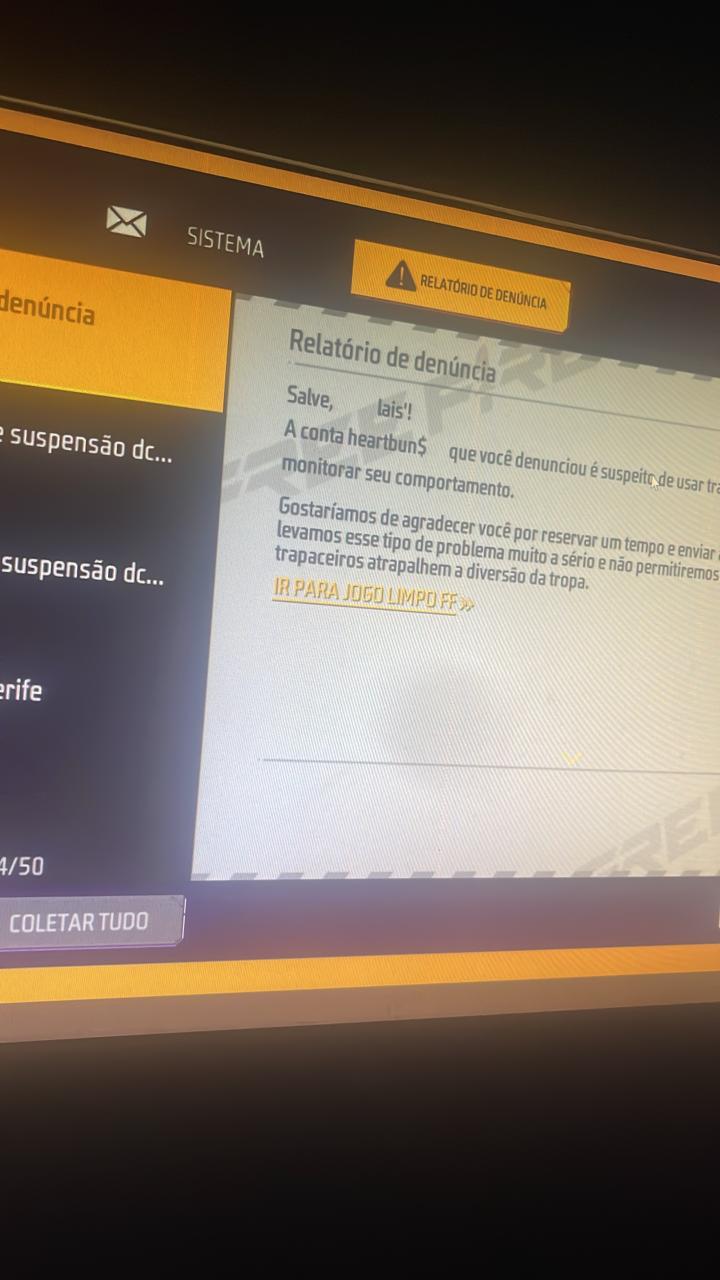 SISTEMA
RELATÓRIO DE DENÚNCIA
denúncia
Relatório de denúncia
Salve, lais'!
A conta heartbun$ que você denunciou é suspeito de usar tra
monitorar seu comportamento.
Gostaríamos de agradecer você por reservar um tempo e enviar
levamos esse tipo de problema muito a sério e não permitiremos
trapaceiros atrapalhem a diversão da tropa.
IR PARA JOGO LIMPO FF >>
e suspensão dc...
suspensão dc...
erife
4/50
COLETAR TUDO
FREE FIRE
FREE